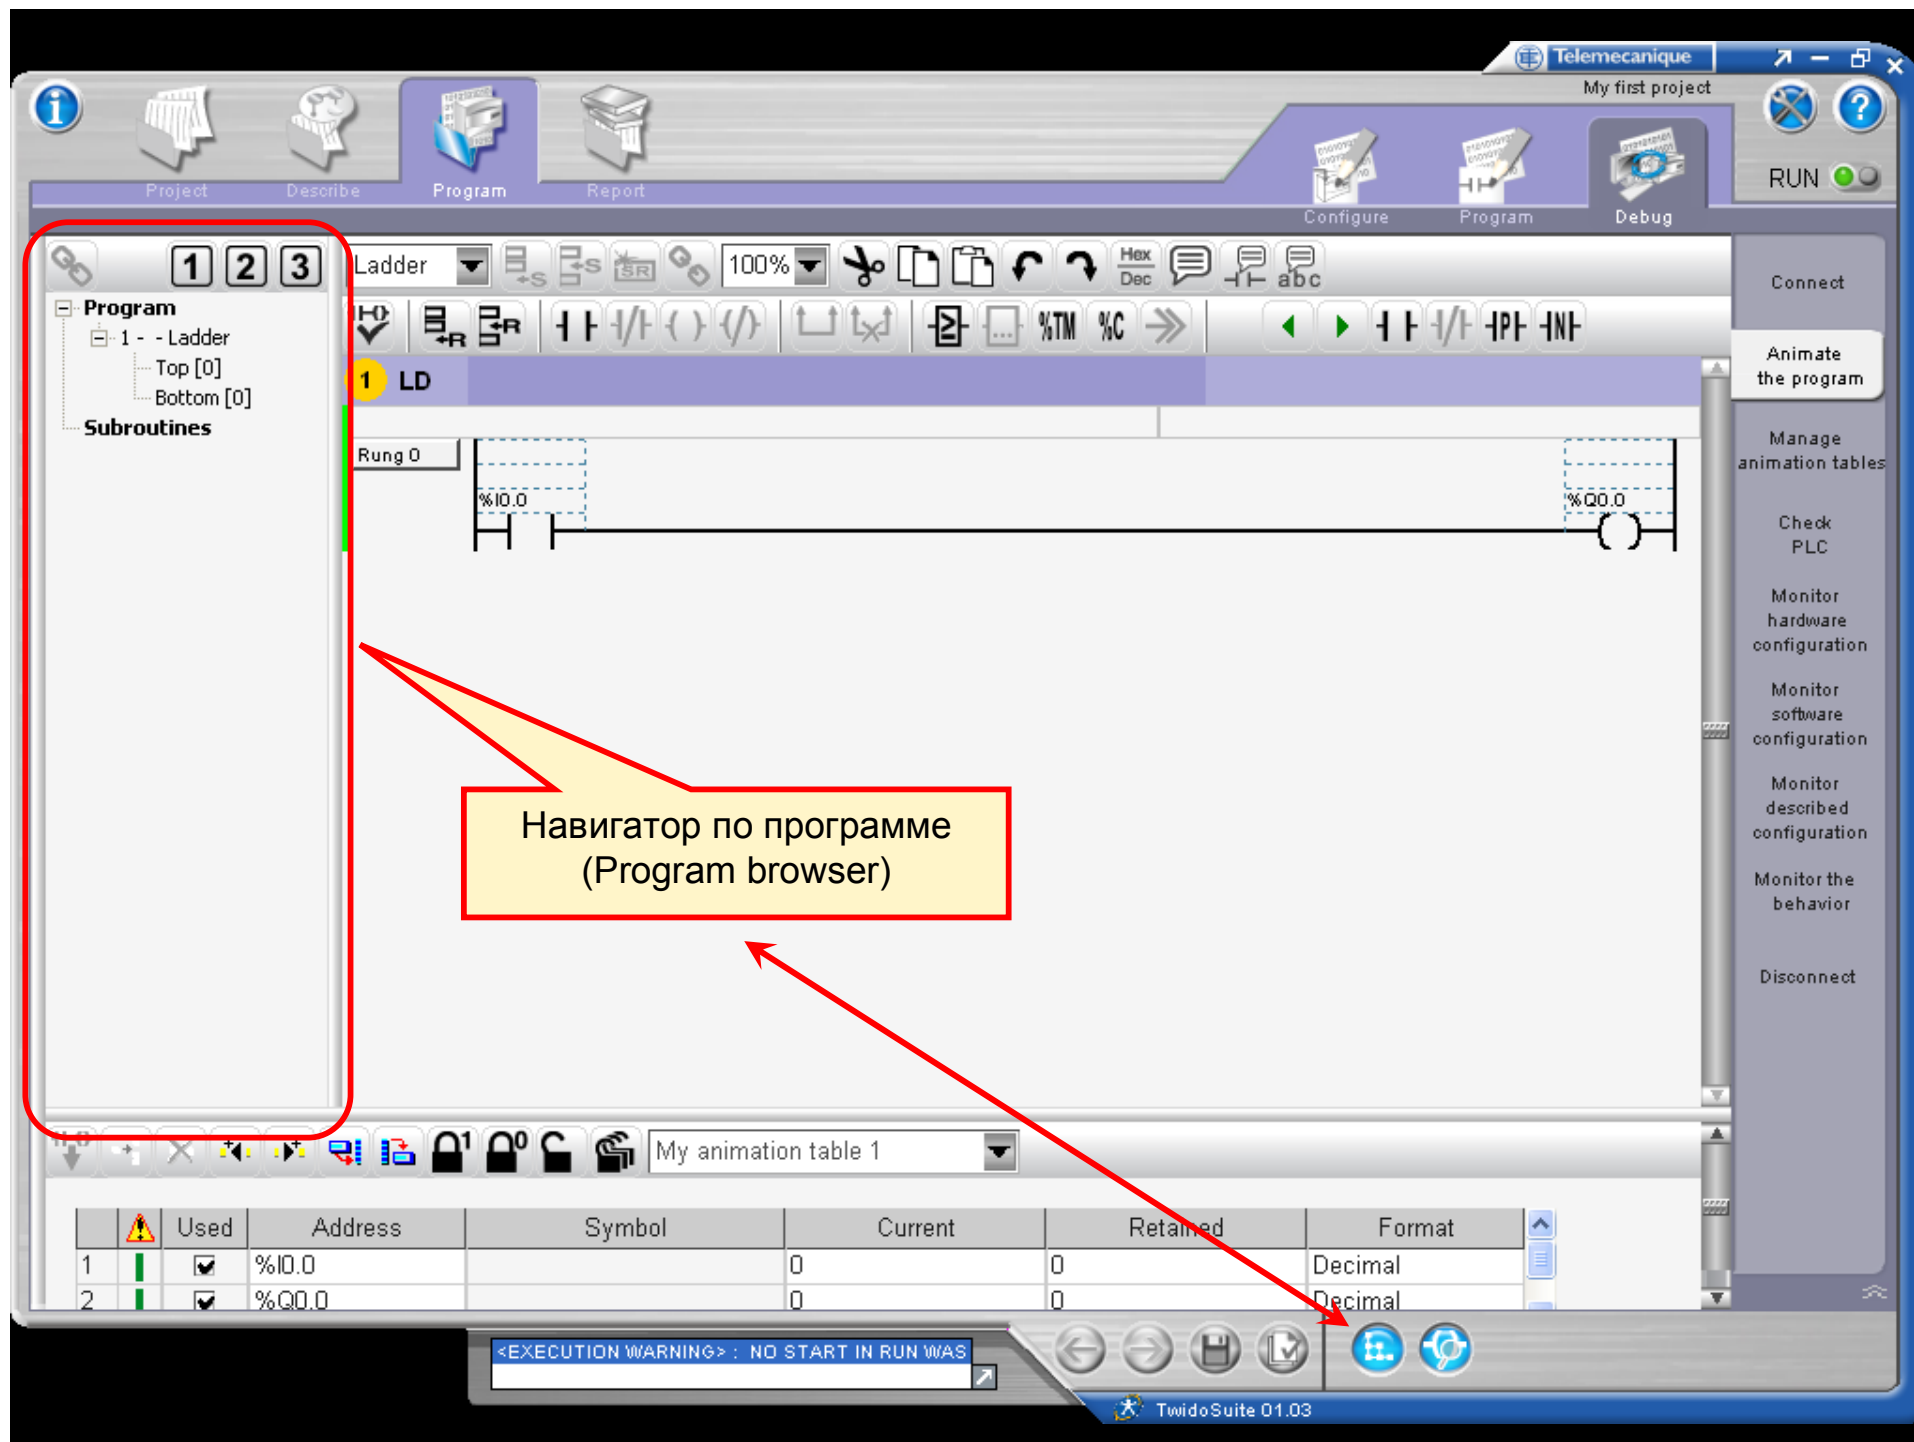 Telemecanique
My first project
Project
Describe
Program
Report
Configure
Program
Debug
RUN
1 2 3
Ladder
100%
Hex
Dec
abc
Program
1 - - Ladder
Top [0]
Bottom [0]
Subroutines
%TM %C
1 LD
Rung 0
%I0.0
%Q0.0
Connect
Animate
the program
Manage
animation tables
Check
PLC
Monitor
hardware
configuration
Monitor
software
configuration
Monitor
described
configuration
Monitor the
behavior
Disconnect
Навигатор по программе
(Program browser)
My animation table 1
Used Address Symbol Current Retained Format
1 %I0.0 0 0 Decimal
2 %Q0.0 0 0 Decimal
<EXECUTION WARNING> : NO START IN RUN WAS
TwidoSuite 01.03